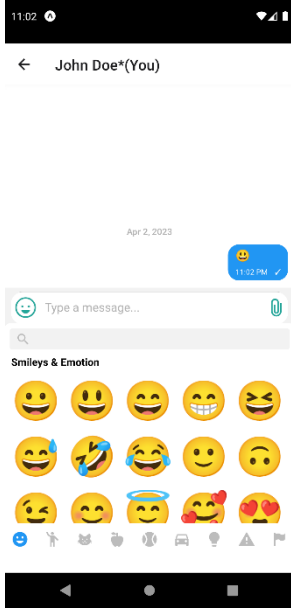 11:02
John Doe*(You)
Apr 2, 2023
😃
11:02 PM ✓
Type a message...
Smileys & Emotion